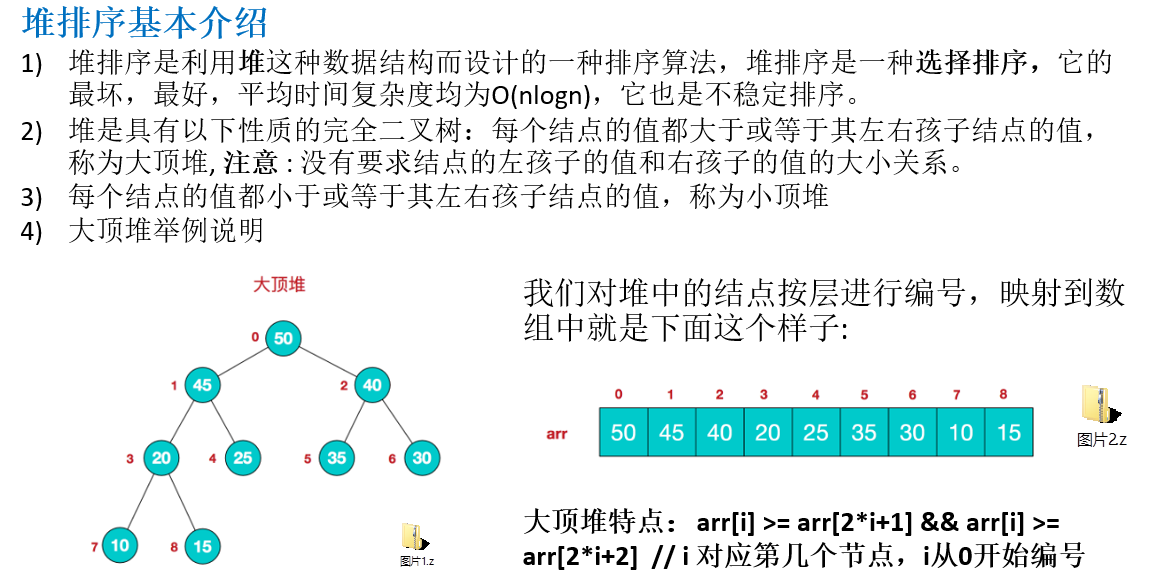 堆排序基本介绍
1) 堆排序是利用堆这种数据结构而设计的一种排序算法，堆排序是一种选择排序，它的
最坏，最好，平均时间复杂度均为O(nlogn)，它也是不稳定排序。
2) 堆是具有以下性质的完全二叉树：每个结点的值都大于或等于其左右孩子结点的值，
称为大顶堆, 注意 : 没有要求结点的左孩子的值和右孩子的值的大小关系。
3) 每个结点的值都小于或等于其左右孩子结点的值，称为小顶堆
4) 大顶堆举例说明
大顶堆
0 50
1 45 2 40
3 20 4 25 5 35 6 30
7 10 8 15
图片1.z
我们对堆中的结点按层进行编号，映射到数
组中就是下面这个样子:
0 1 2 3 4 5 6 7 8
arr 50 45 40 20 25 35 30 10 15
图片2.z
大顶堆特点：arr[i] >= arr[2*i+1] && arr[i] >=
arr[2*i+2] // i 对应第几个节点，i从0开始编号